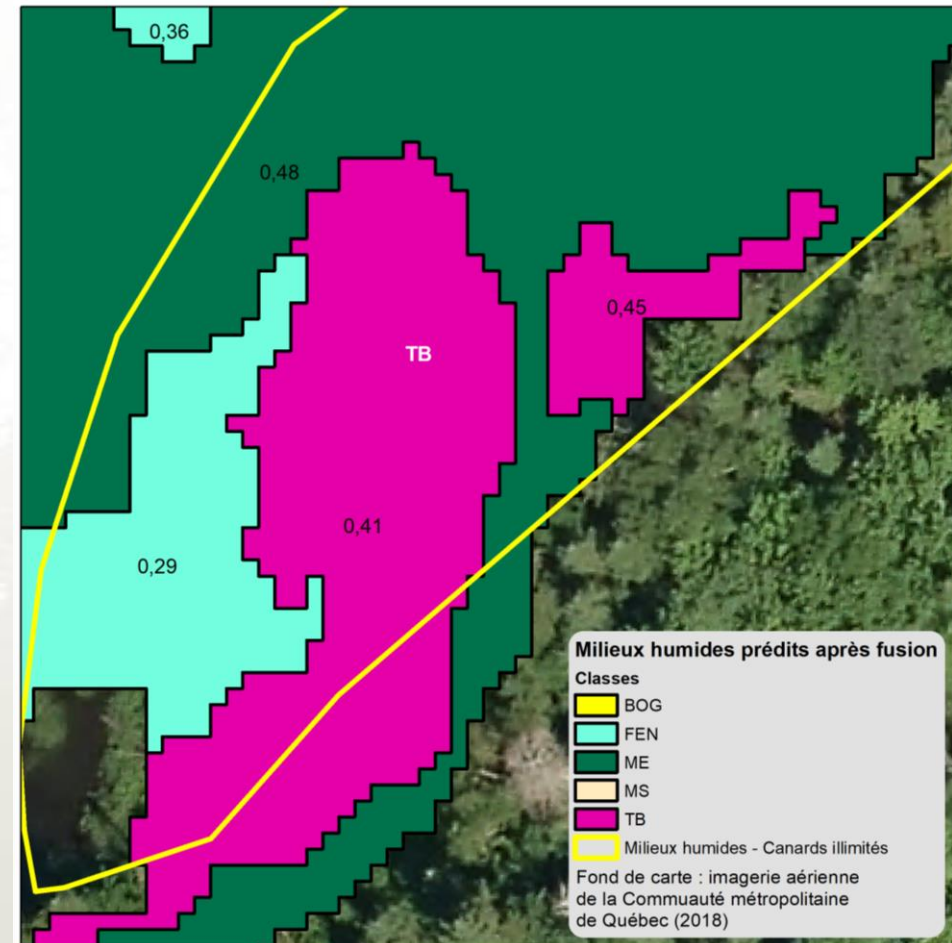 0,36
0,48
0,45
TB
0,41
0,29
Milieux humides prédits après fusion
Classes
BOG
FEN
ME
MS
TB
Milieux humides - Canards illimités
Fond de carte : imagerie aérienne
de la Commuauté métropolitaine
de Québec (2018)